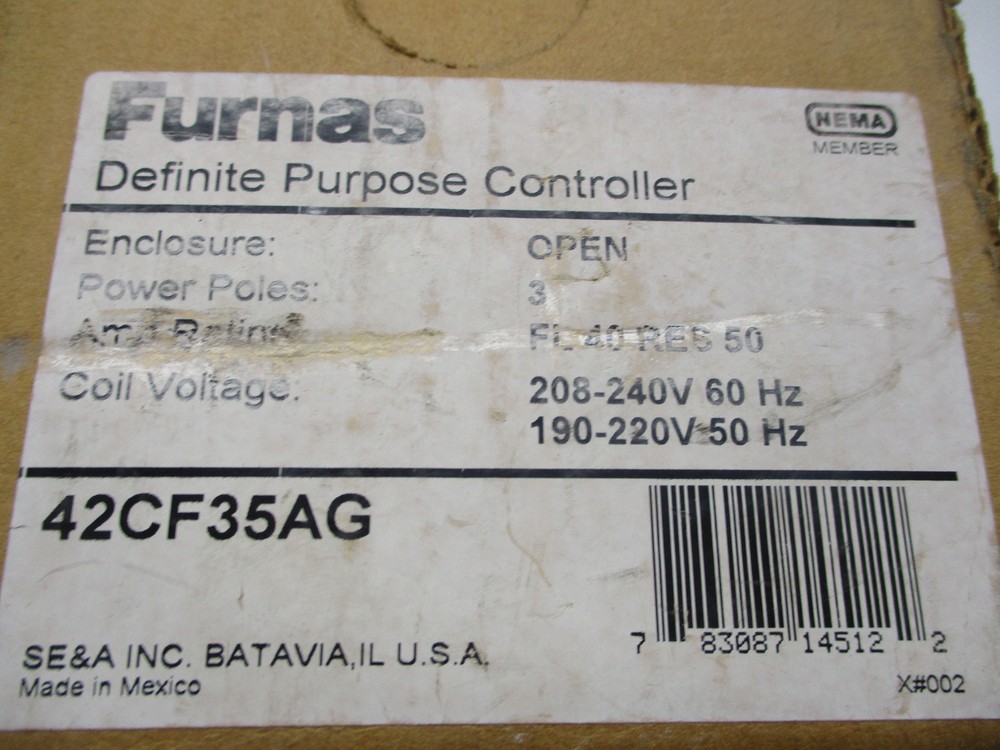 Furnas
NEMA
MEMBER
Definite Purpose Controller
Enclosure: OPEN
Power Poles: 3
Amp Rating: FL 40 RES 50
Coil Voltage: 208-240V 60 Hz
190-220V 50 Hz
42CF35AG
7 83087 14512 2
SE&A INC. BATAVIA,IL U.S.A.
Made in Mexico
X#002